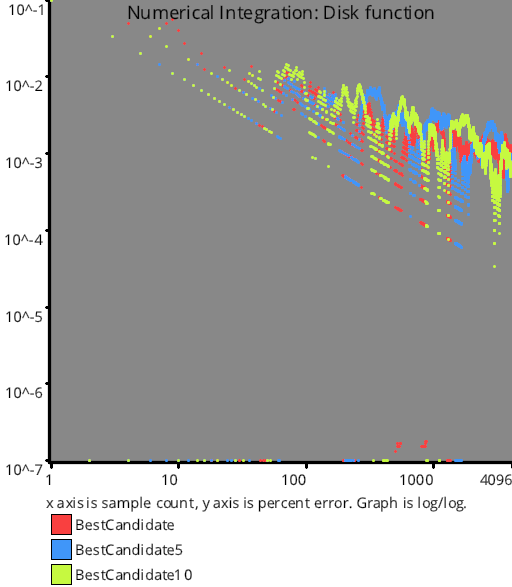 Numerical Integration: Disk function
10^-1
10^-2
10^-3
10^-4
10^-5
10^-6
10^-7
1 10 100 1000 4096
x axis is sample count, y axis is percent error. Graph is log/log.
BestCandidate
BestCandidate5
BestCandidate10